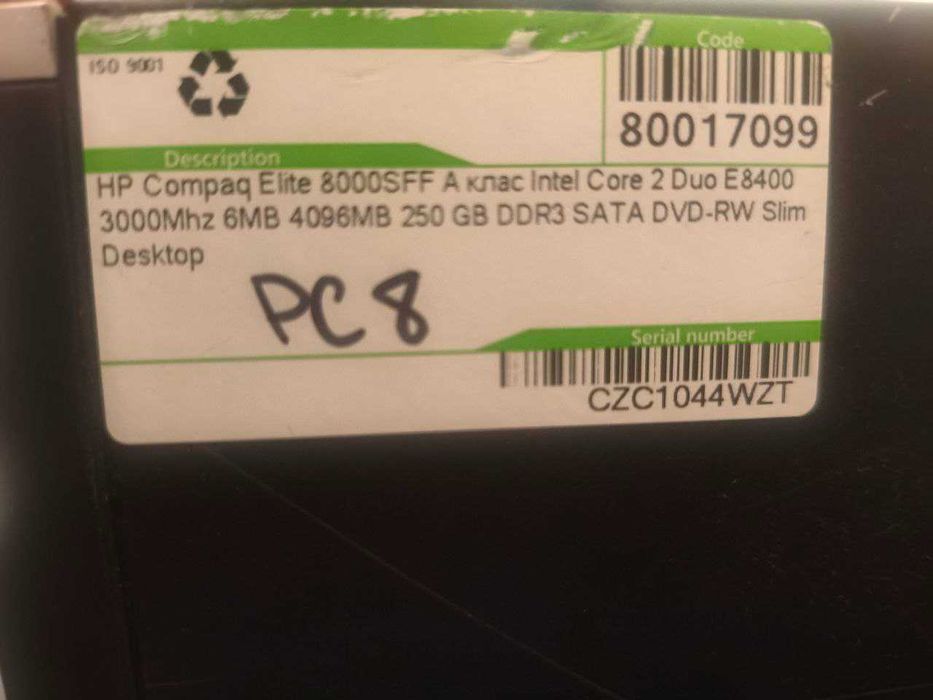 Code
ISO 9001
80017099
Description
HP Compaq Elite 8000SFF А клас Intel Core 2 Duo E8400
3000Mhz 6MB 4096MB 250 GB DDR3 SATA DVD-RW Slim
Desktop
PC 8
Serial number
CZC1044WZT